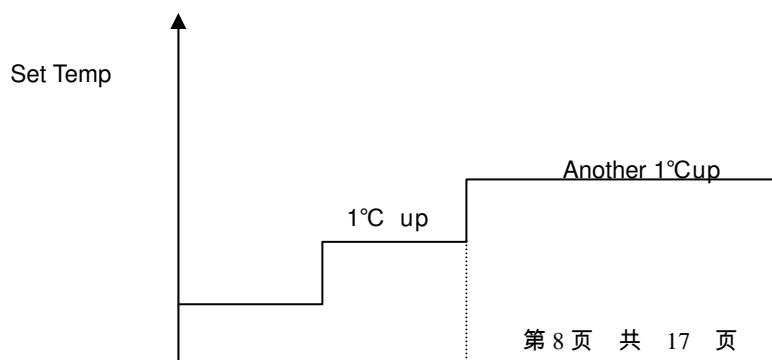 Set Temp
Another 1℃up
1℃ up
第 8 页 共 17 页